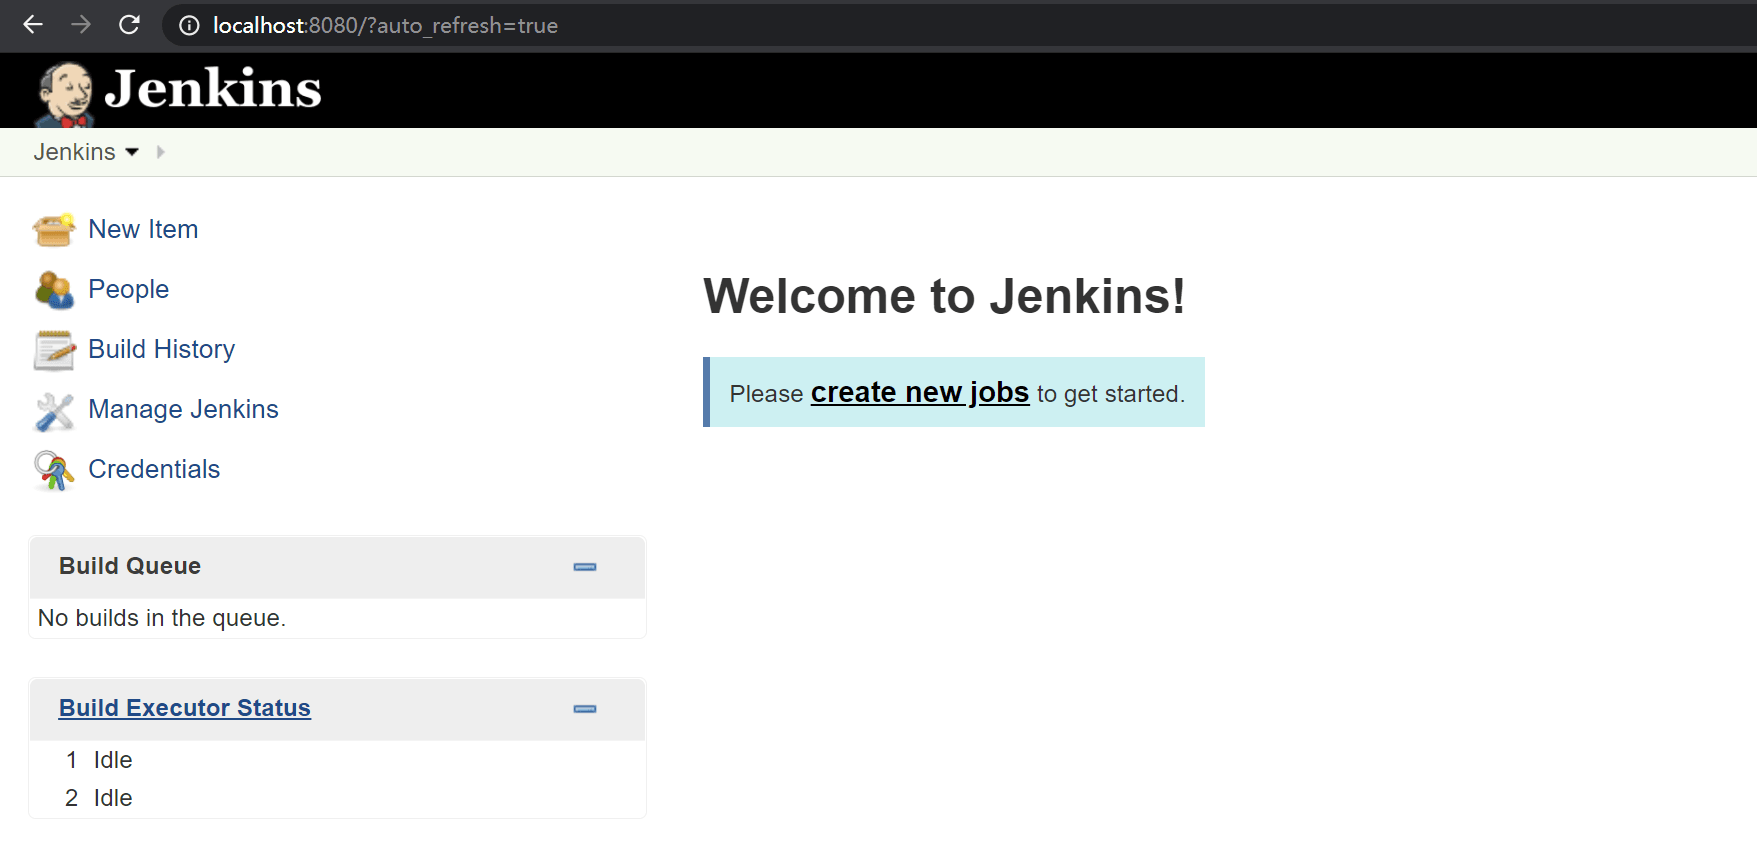 localhost:8080/?auto_refresh=true
Jenkins
Jenkins
New Item
People
Build History
Manage Jenkins
Credentials
Welcome to Jenkins!
Please create new jobs to get started.
Build Queue
No builds in the queue.
Build Executor Status
1 Idle
2 Idle